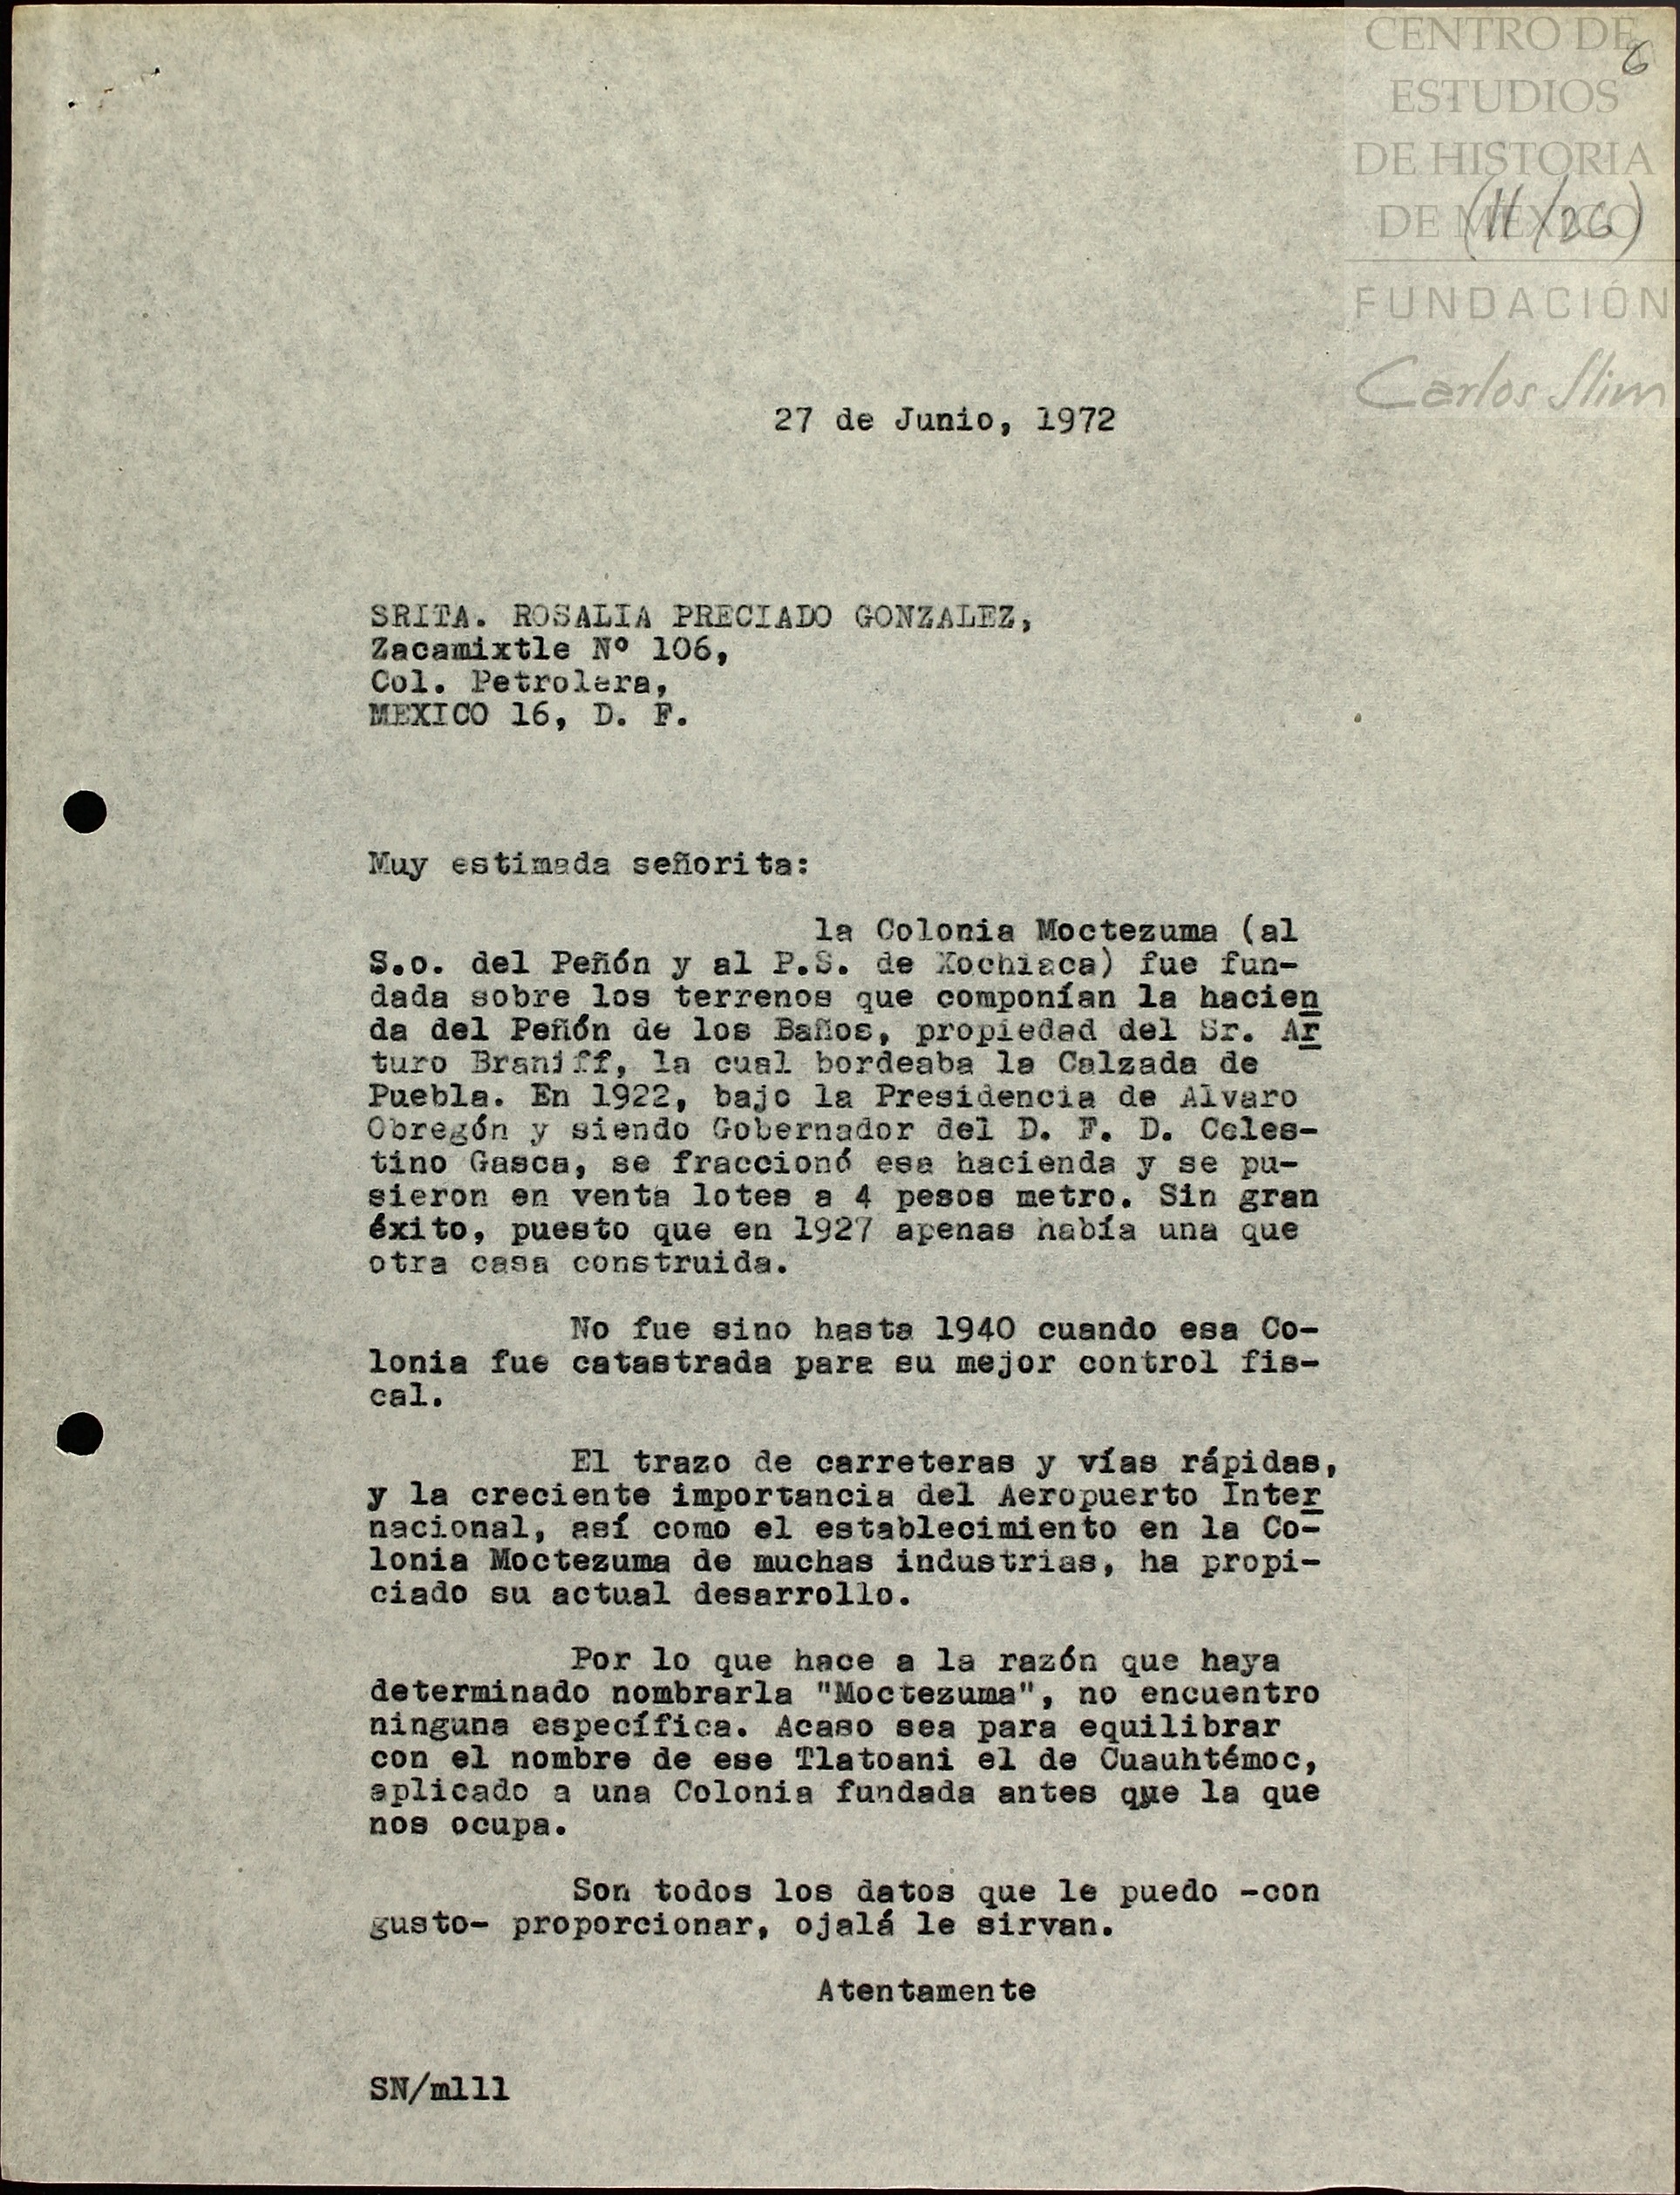 CENTRO DE
6
ESTUDIOS
DE HISTORIA
DE MÉXICO
(11/26)
FUNDACIÓN
Carlos Slim
27 de Junio, 1972
SRITA. ROSALIA PRECIADO GONZALEZ,
Zacamixtle Nº 106,
Col. Petrolera,
MEXICO 16, D. F.
Muy estimada señorita:
la Colonia Moctezuma (al
S.o. del Peñón y al P.S. de Xochiaca) fue fun-
dada sobre los terrenos que componían la hacien
da del Peñón de los Baños, propiedad del Sr. Ar
turo Braniff, la cual bordeaba la Calzada de
Puebla. En 1922, bajo la Presidencia de Alvaro
Obregón y siendo Gobernador del D. F. D. Celes-
tino Gasca, se fraccionó esa hacienda y se pu-
sieron en venta lotes a 4 pesos metro. Sin gran
éxito, puesto que en 1927 apenas había una que
otra casa construida.
No fue sino hasta 1940 cuando esa Co-
lonia fue catastrada para su mejor control fis-
cal.
El trazo de carreteras y vías rápidas,
y la creciente importancia del Aeropuerto Inter
nacional, así como el establecimiento en la Co-
lonia Moctezuma de muchas industrias, ha propi-
ciado su actual desarrollo.
Por lo que hace a la razón que haya
determinado nombrarla "Moctezuma", no encuentro
ninguna específica. Acaso sea para equilibrar
con el nombre de ese Tlatoani el de Cuauhtémoc,
aplicado a una Colonia fundada antes que la que
nos ocupa.
Son todos los datos que le puedo -con
gusto- proporcionar, ojalá le sirvan.
Atentamente
SN/mlll